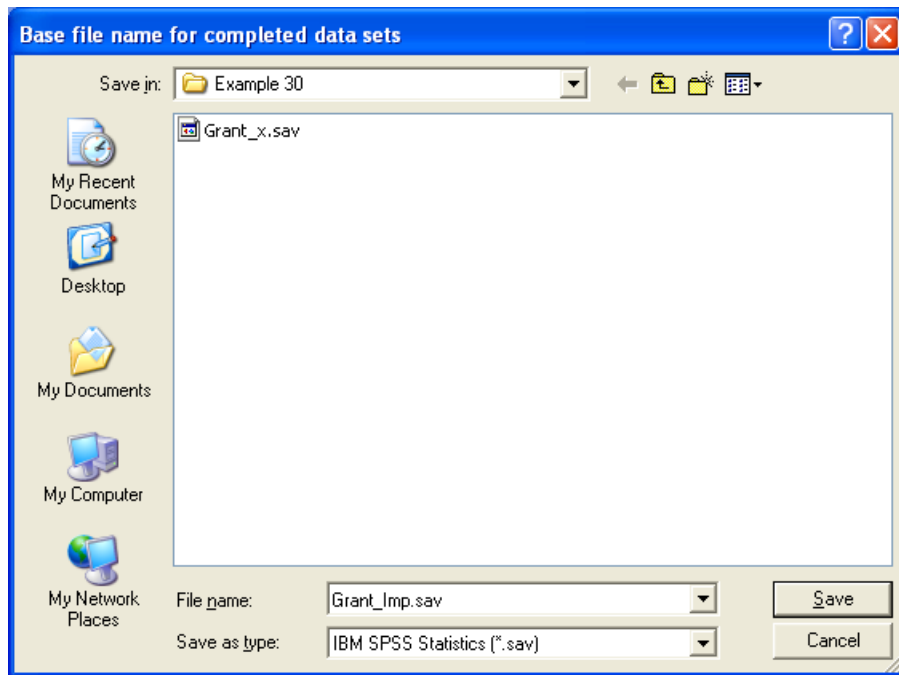 Base file name for completed data sets
Save in:
Example 30
Grant_x.sav
My Recent
Documents
Desktop
My Documents
My Computer
My Network
Places
File name:
Grant_Imp.sav
Save
Save as type:
IBM SPSS Statistics (*.sav)
Cancel